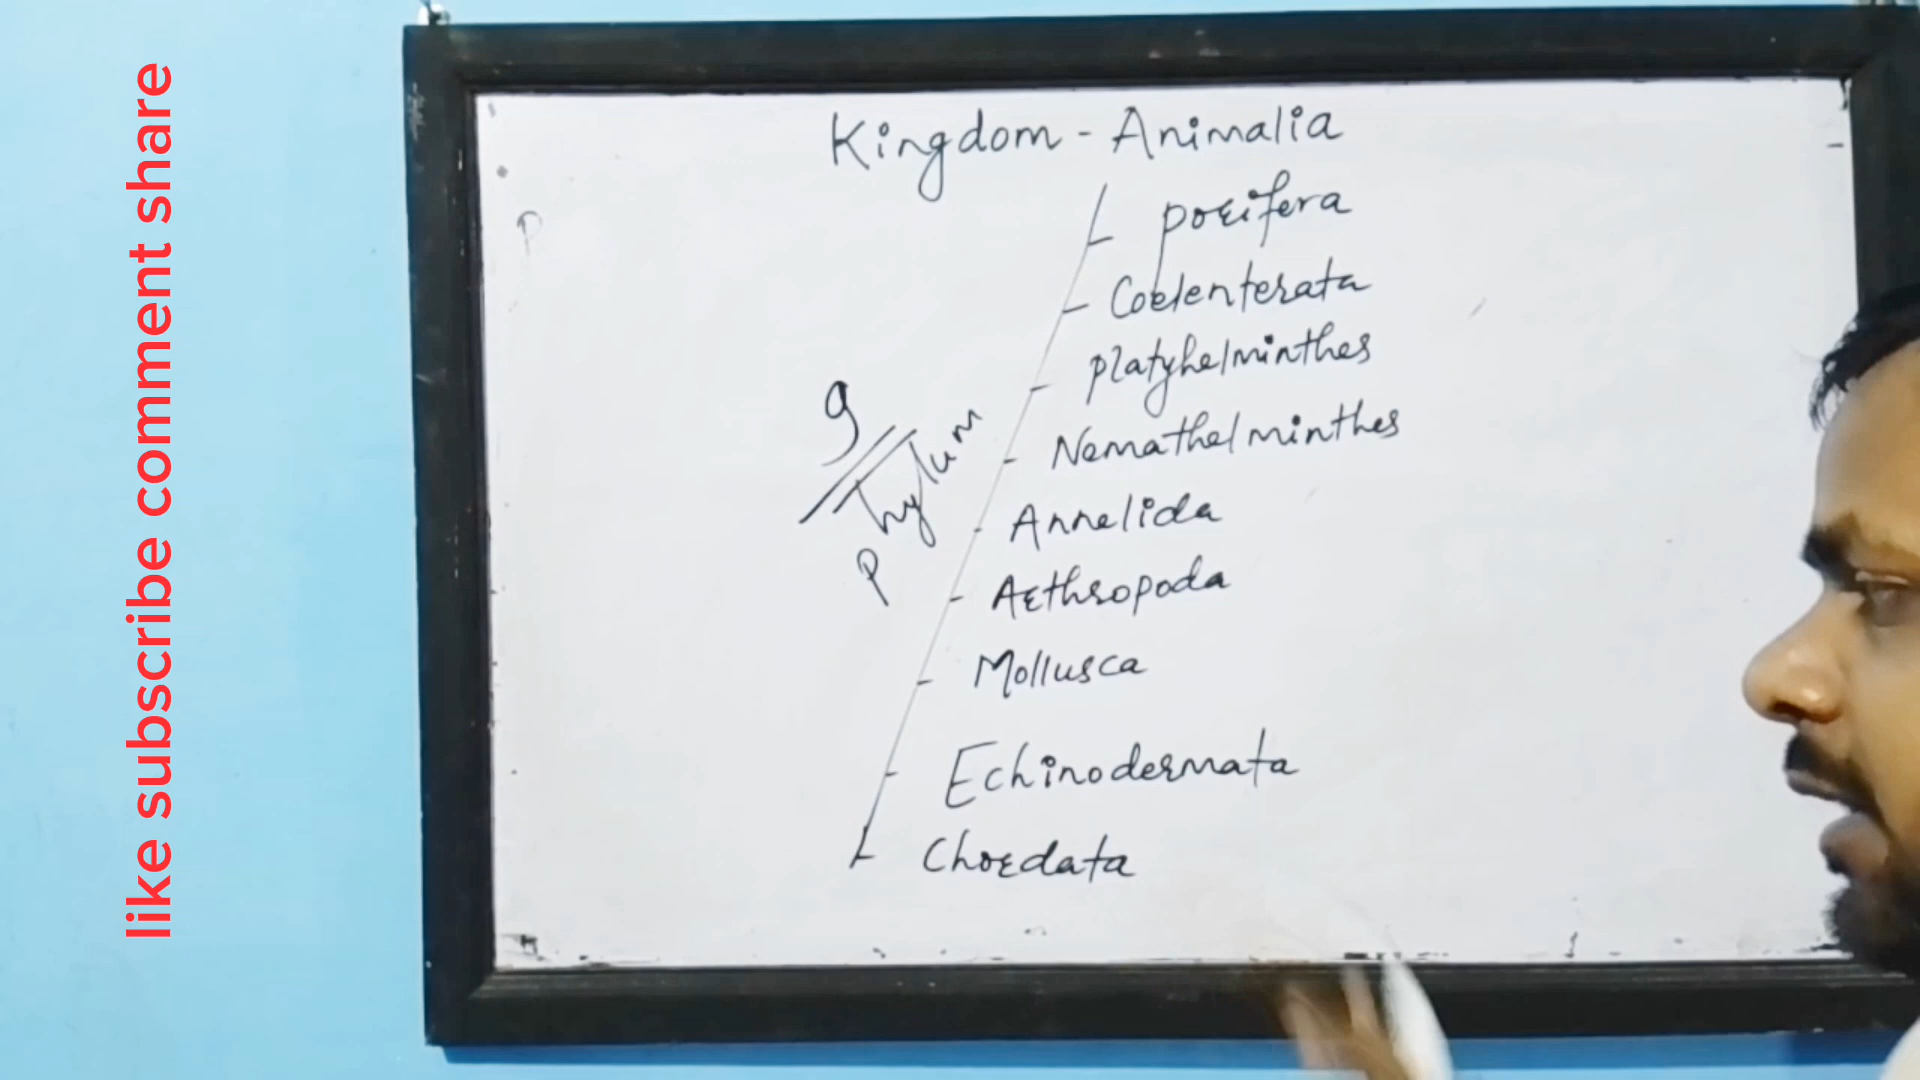 like subscribe comment share
Kingdom - Animalia
Porifera
Coelenterata
Platyhelminthes
Nemathelminthes
Annelida
Arthropoda
Mollusca
Echinodermata
Chordata
9
Phylum
P